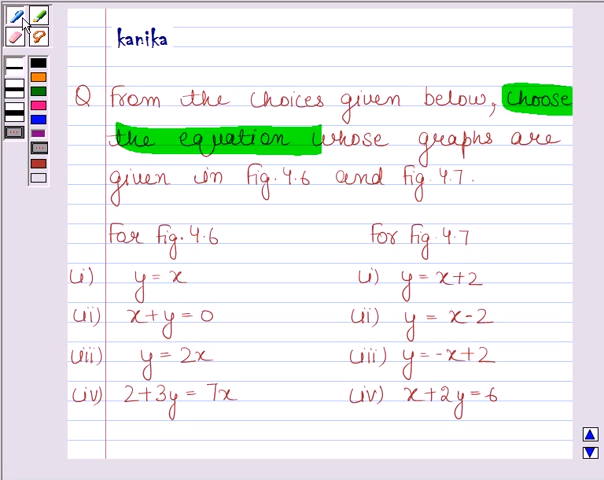 kanika
Q From the choices given below, choose
the equation whose graphs are
given in Fig. 4.6 and Fig. 4.7.
For Fig. 4.6 For Fig. 4.7
(i) y = x (i) y = x+2
(ii) x+y = 0 (ii) y = x-2
(iii) y = 2x (iii) y = -x+2
(iv) 2+3y = 7x (iv) x+2y = 6